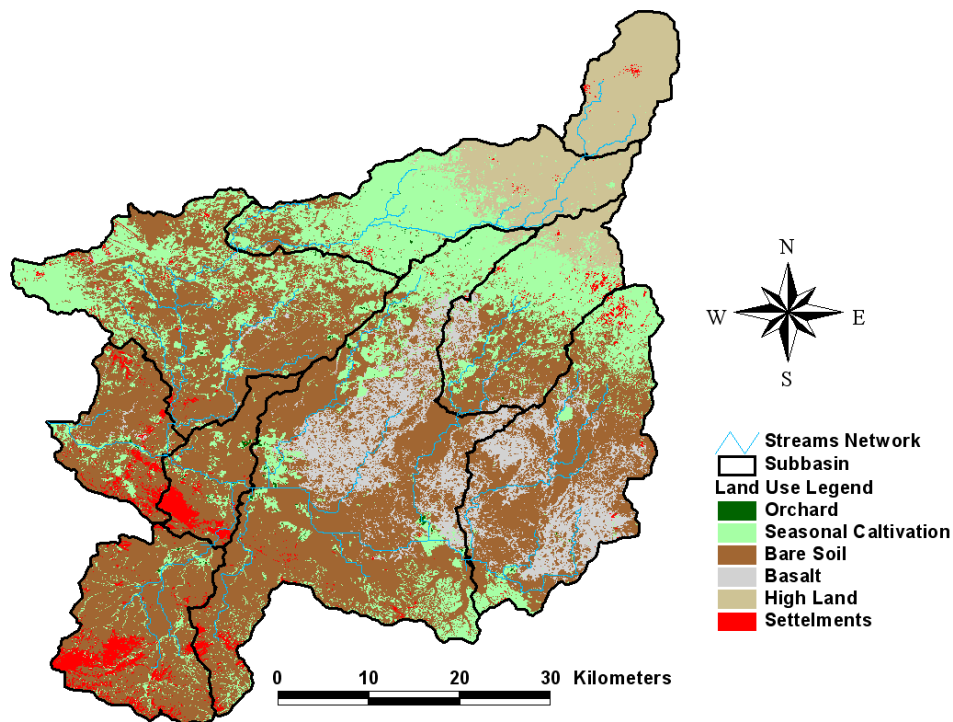 N
W
E
S
Streams Network
Subbasin
Land Use Legend
Orchard
Seasonal Caltivation
Bare Soil
Basalt
High Land
Settelments
0 10 20 30 Kilometers